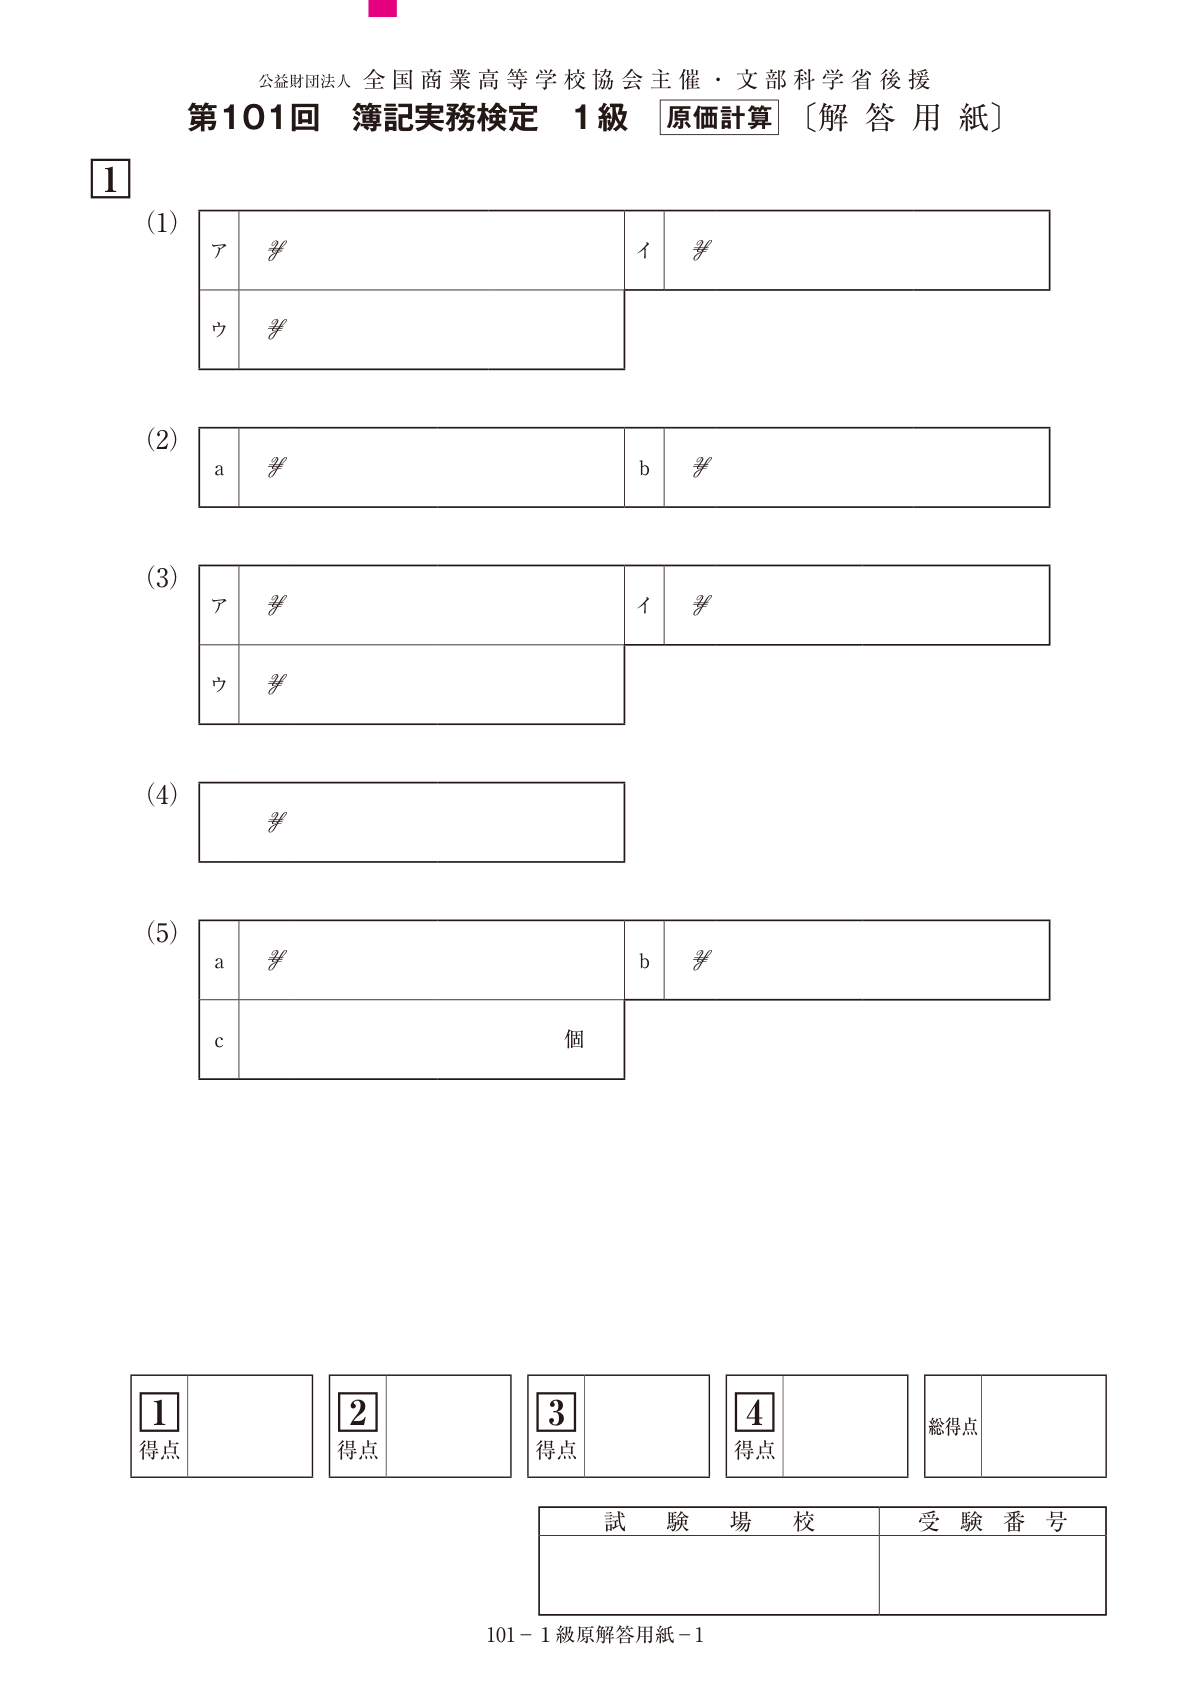 公益財団法人 全国商業高等学校協会主催・文部科学省後援
第101回 簿記実務検定 1級 原価計算 〔解答用紙〕
1
(1) ア ¥ イ ¥
ウ ¥
(2) a ¥ b ¥
(3) ア ¥ イ ¥
ウ ¥
(4) ¥
(5) a ¥ b ¥
c 個
1 得点 2 得点 3 得点 4 得点 総得点
試験場校 受験番号
101－1級原解答用紙－1